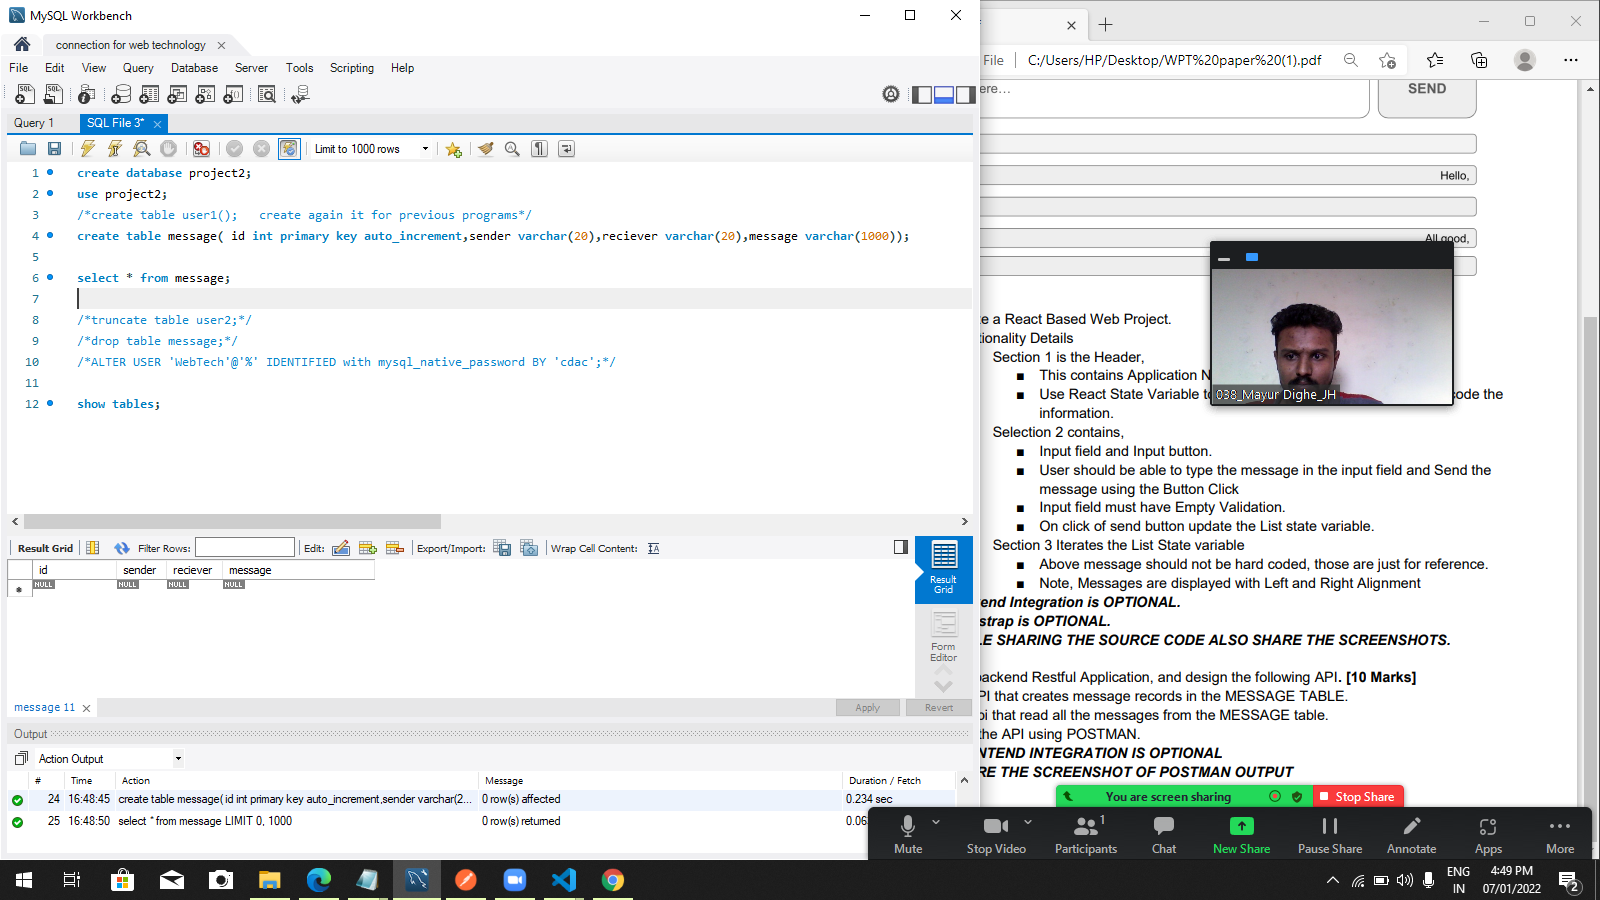 MySQL Workbench
connection for web technology
File Edit View Query Database Server Tools Scripting Help
Query 1 SQL File 3*
Limit to 1000 rows
1 create database project2;
2 use project2;
3 /*create table user1();   create again it for previous programs*/
4 create table message( id int primary key auto_increment,sender varchar(20),reciever varchar(20),message varchar(1000));
5
6 select * from message;
7
8 /*truncate table user2;*/
9 /*drop table message;*/
10 /*ALTER USER 'WebTech'@'%' IDENTIFIED with mysql_native_password BY 'cdac';*/
11
12 show tables;
Result Grid Filter Rows: Edit: Export/Import: Wrap Cell Content:
id sender reciever message
NULL NULL NULL NULL
Result
Grid
Form
Editor
message 11 Apply Revert
Output
Action Output
# Time Action Message Duration / Fetch
24 16:48:45 create table message( id int primary key auto_increment,sender varchar(2... 0 row(s) affected 0.234 sec
25 16:48:50 select * from message LIMIT 0, 1000 0 row(s) returned 0.06
File C:/Users/HP/Desktop/WPT%20paper%20(1).pdf
ere... SEND
Hello,
All good,
te a React Based Web Project.
tionality Details
Section 1 is the Header,
■ This contains Application N
■ Use React State Variable to code the
information.
Selection 2 contains,
■ Input field and Input button.
■ User should be able to type the message in the input field and Send the
message using the Button Click
■ Input field must have Empty Validation.
■ On click of send button update the List state variable.
Section 3 Iterates the List State variable
■ Above message should not be hard coded, those are just for reference.
■ Note, Messages are displayed with Left and Right Alignment
end Integration is OPTIONAL.
strap is OPTIONAL.
LE SHARING THE SOURCE CODE ALSO SHARE THE SCREENSHOTS.
backend Restful Application, and design the following API. [10 Marks]
PI that creates message records in the MESSAGE TABLE.
pi that read all the messages from the MESSAGE table.
the API using POSTMAN.
NTEND INTEGRATION IS OPTIONAL
RE THE SCREENSHOT OF POSTMAN OUTPUT
038_Mayur Dighe_JH
You are screen sharing Stop Share
1
Mute Stop Video Participants Chat New Share Pause Share Annotate Apps More
ENG
IN
4:49 PM
07/01/2022
2